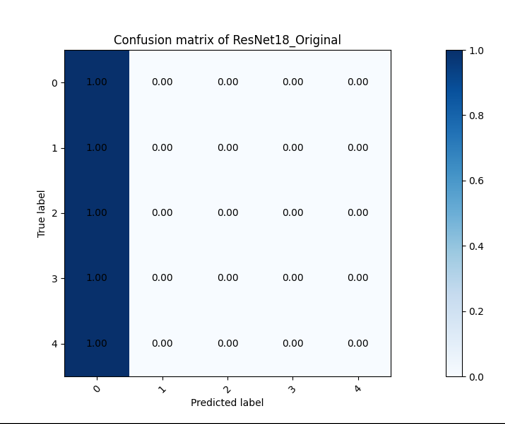 Confusion matrix of ResNet18_Original
0 1.00 0.00 0.00 0.00 0.00
1 1.00 0.00 0.00 0.00 0.00
2 1.00 0.00 0.00 0.00 0.00
3 1.00 0.00 0.00 0.00 0.00
4 1.00 0.00 0.00 0.00 0.00
True label
0 1 2 3 4
Predicted label
1.0
0.8
0.6
0.4
0.2
0.0